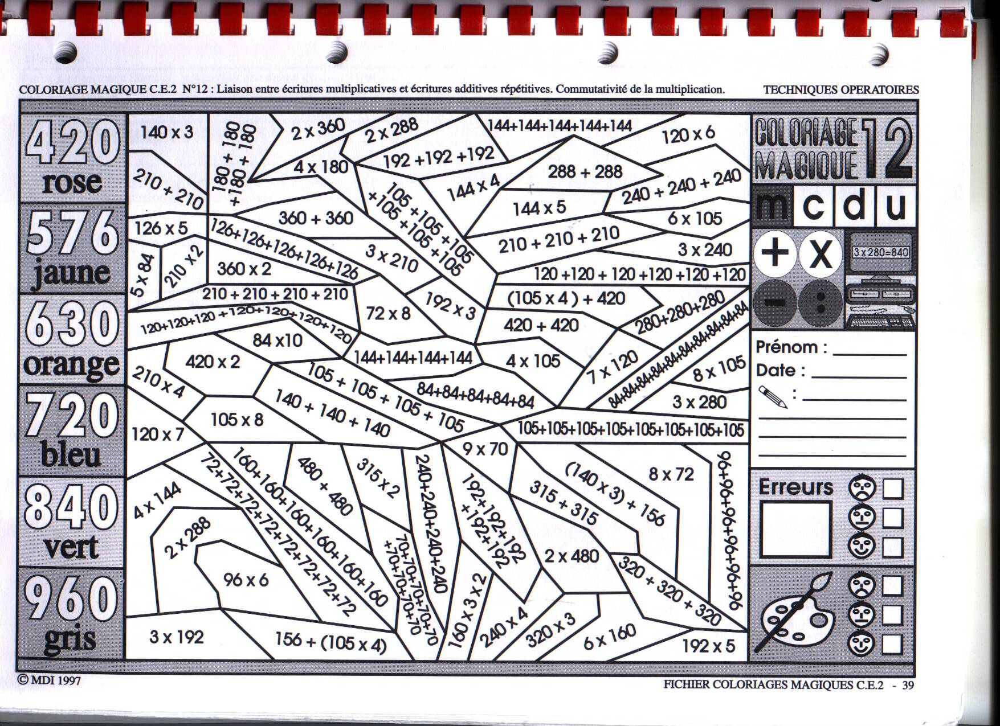 COLORIAGE MAGIQUE C.E.2 N°12 : Liaison entre écritures multiplicatives et écritures additives répétitives. Commutativité de la multiplication.
TECHNIQUES OPERATOIRES
420
rose
576
jaune
630
orange
720
bleu
840
vert
960
gris
140 x 3
180 + 180
+180 + 180
2 x 360
2 x 288
144+144+144+144+144
120 x 6
210 + 210
4 x 180
192 +192 +192
288 + 288
144 x 4
240 + 240 + 240
105 +105 +105
+105 +105 +105
144 x 5
360 + 360
6 x 105
126 x 5
126+126+126+126+126
210 + 210 + 210
3 x 240
5 x 84
210 x 2
360 x 2
3 x 210
120 +120 + 120 +120 +120 +120
210 + 210 + 210 + 210
192 x 3
(105 x 4 ) + 420
280+280+280
120+120+120 +120+120+120+120
72 x 8
420 + 420
84+84+84+84+84+84+84+84+84+84
84 x10
144+144+144+144
4 x 105
7 x 120
8 x 105
420 x 2
210 x 4
105 + 105 + 105 + 105
84+84+84+84+84
3 x 280
140 + 140 + 140
105 x 8
105+105+105+105+105+105+105+105
120 x 7
9 x 70
72+72+72+72+72+72+72+72
160+160+160+160+160+160
480 + 480
315 x 2
240+240+240+240
192+192+192
+192+192
315 + 315
(140 x 3) + 156
8 x 72
96+96+96+96+96+96
4 x 144
2 x 288
96 x 6
70+70+70+70+70
+70+70+70+70
2 x 480
320 + 320 + 320
160 x 3 x 2
240 x 4
320 x 3
6 x 160
192 x 5
3 x 192
156 + (105 x 4)
COLORIAGE
MAGIQUE
12
m c d u
+ x
- :
3 x 280=840
Prénom :
Date :
:
Erreurs
© MDI 1997
FICHIER COLORIAGES MAGIQUES C.E.2 - 39